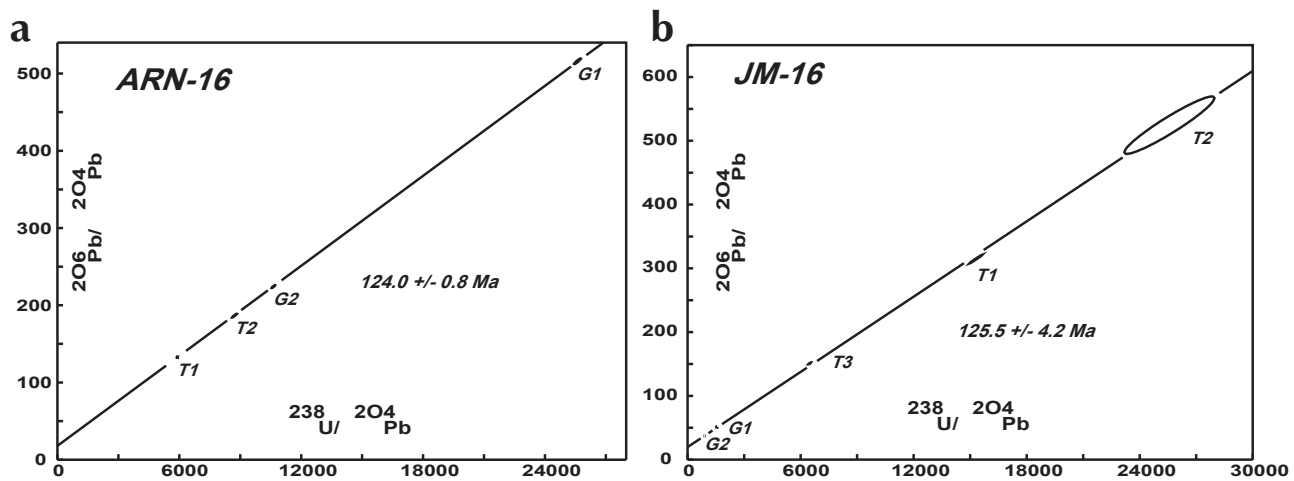 a
ARN-16
500
400
300
200
100
0
206Pb/ 204Pb
G1
G2
T2
T1
124.0 +/- 0.8 Ma
238U/ 204Pb
0 6000 12000 18000 24000
b
JM-16
600
500
400
300
200
100
0
206Pb/ 204Pb
T2
T1
T3
G1
G2
125.5 +/- 4.2 Ma
238U/ 204Pb
0 6000 12000 18000 24000 30000